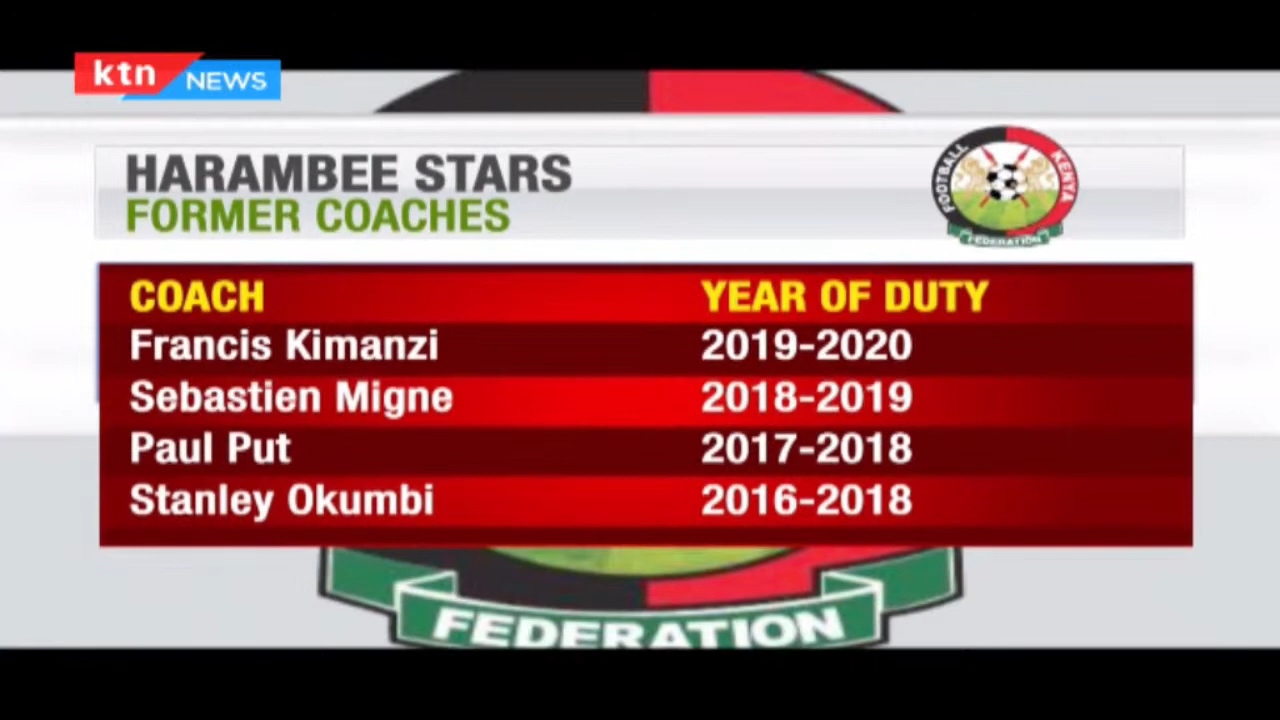 ktn NEWS
HARAMBEE STARS
FORMER COACHES
FOOTBALL KENYA
FEDERATION
COACH YEAR OF DUTY
Francis Kimanzi 2019-2020
Sebastien Migne 2018-2019
Paul Put 2017-2018
Stanley Okumbi 2016-2018
FEDERATION